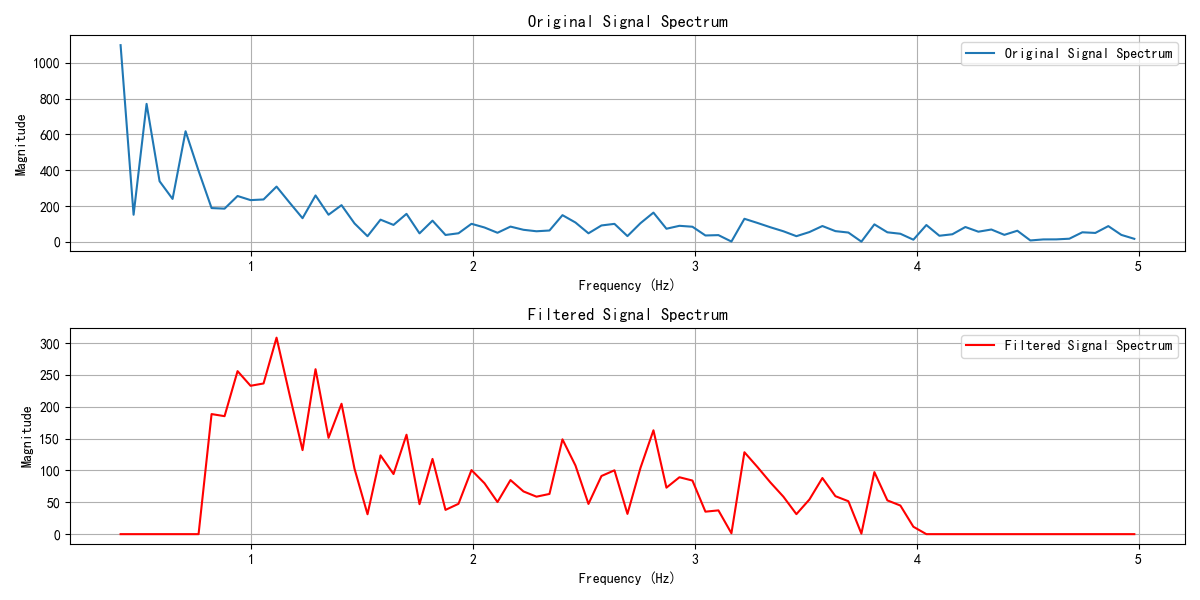 Original Signal Spectrum
Original Signal Spectrum
1000
800
600
400
200
0
Magnitude
1 2 3 4 5
Frequency (Hz)
Filtered Signal Spectrum
Filtered Signal Spectrum
300
250
200
150
100
50
0
Magnitude
1 2 3 4 5
Frequency (Hz)